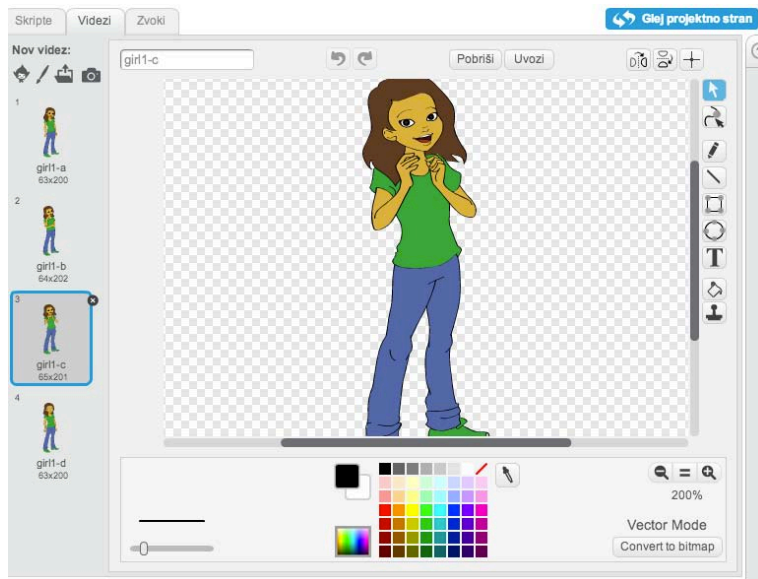 Skripte
Videzi
Zvoki
Glej projektno stran
Nov videz:
girl1-c
Pobriši
Uvozi
1
girl1-a
63x200
2
girl1-b
64x202
3
girl1-c
65x201
4
girl1-d
63x200
T
200%
Vector Mode
Convert to bitmap